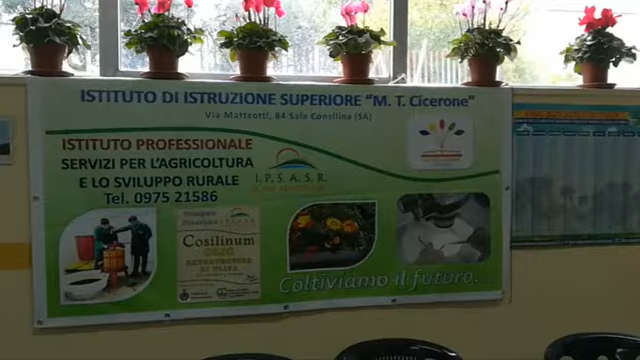 ISTITUTO DI ISTRUZIONE SUPERIORE "M. T. Cicerone"
VIA MATTEOTTI, 84 SALA CONSILINA (SA)
ISTITUTO PROFESSIONALE
SERVIZI PER L'AGRICOLTURA
E LO SVILUPPO RURALE
TEL. 0975 21586
I.P.S.A.S.R.
Cosilinum
Coltiviamo il futuro.